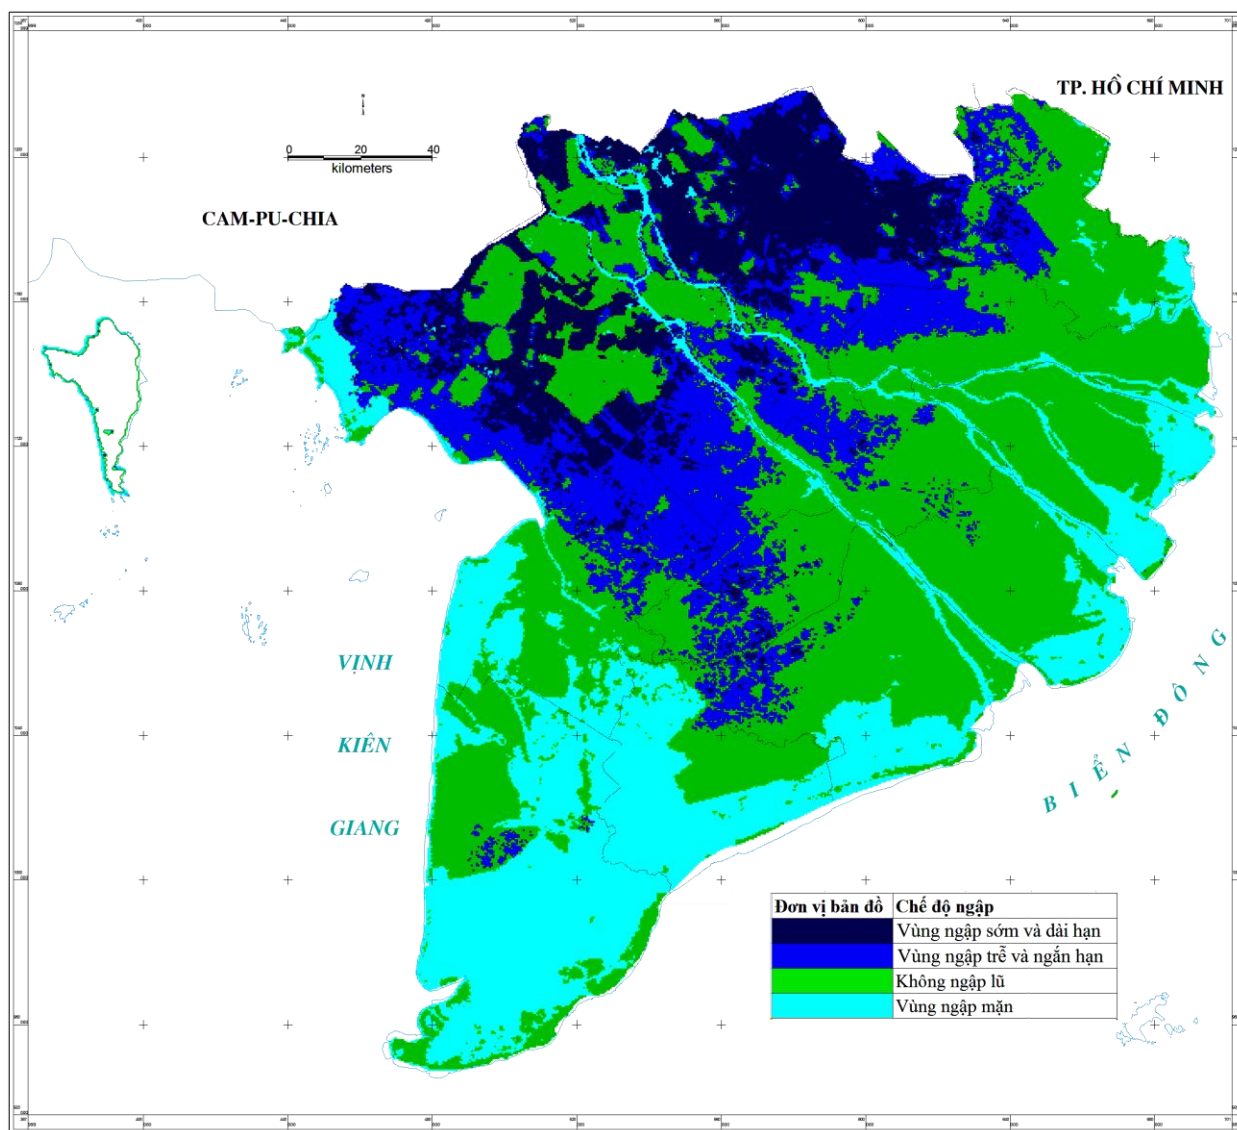 TP. HỒ CHÍ MINH
0 20 40
kilometers
CAM-PU-CHIA
VỊNH
KIÊN
GIANG
BIỂN ĐÔNG
Đơn vị bản đồ Chế độ ngập
Vùng ngập sớm và dài hạn
Vùng ngập trễ và ngắn hạn
Không ngập lũ
Vùng ngập mặn